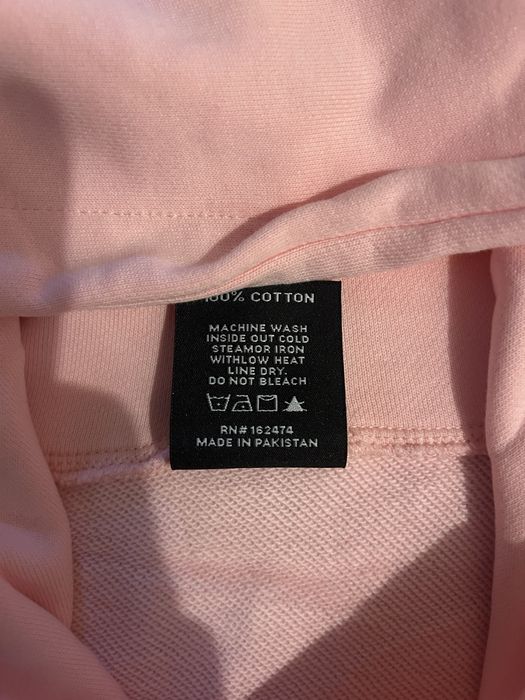 100% COTTON
MACHINE WASH
INSIDE OUT COLD
STEAMOR IRON
WITHLOW HEAT
LINE DRY.
DO NOT BLEACH
RN# 162474
MADE IN PAKISTAN